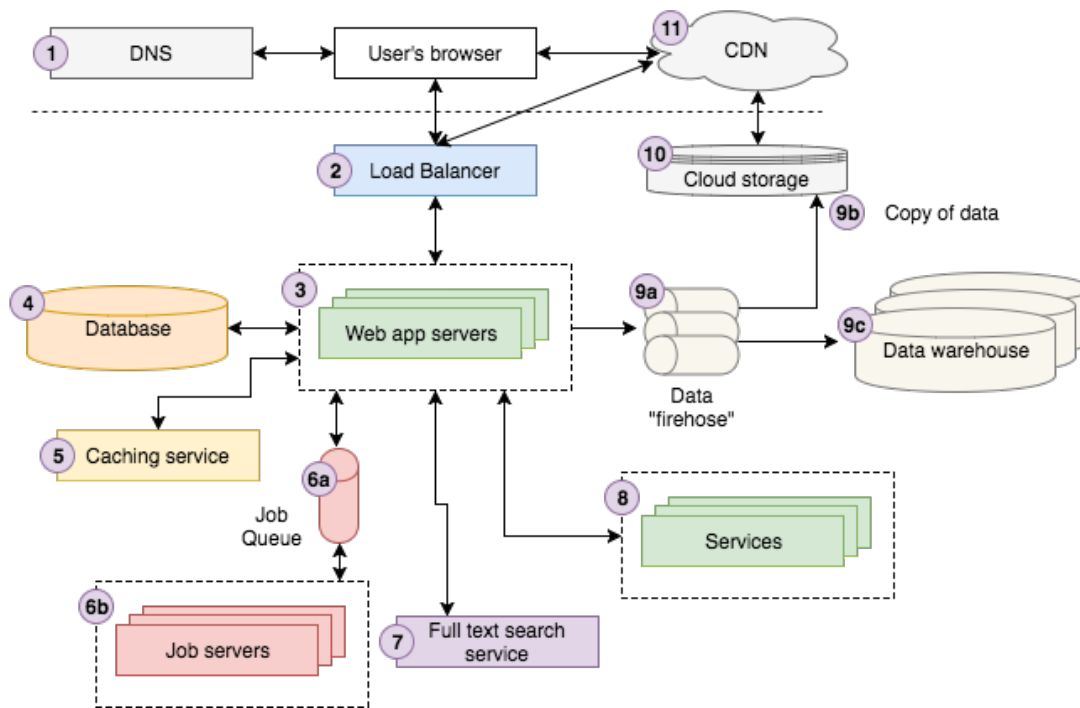 1
DNS
User's browser
11
CDN
2
Load Balancer
10
Cloud storage
9b
Copy of data
3
Web app servers
4
Database
9a
Data
"firehose"
9c
Data warehouse
5
Caching service
6a
Job
Queue
8
Services
6b
Job servers
7
Full text search
service